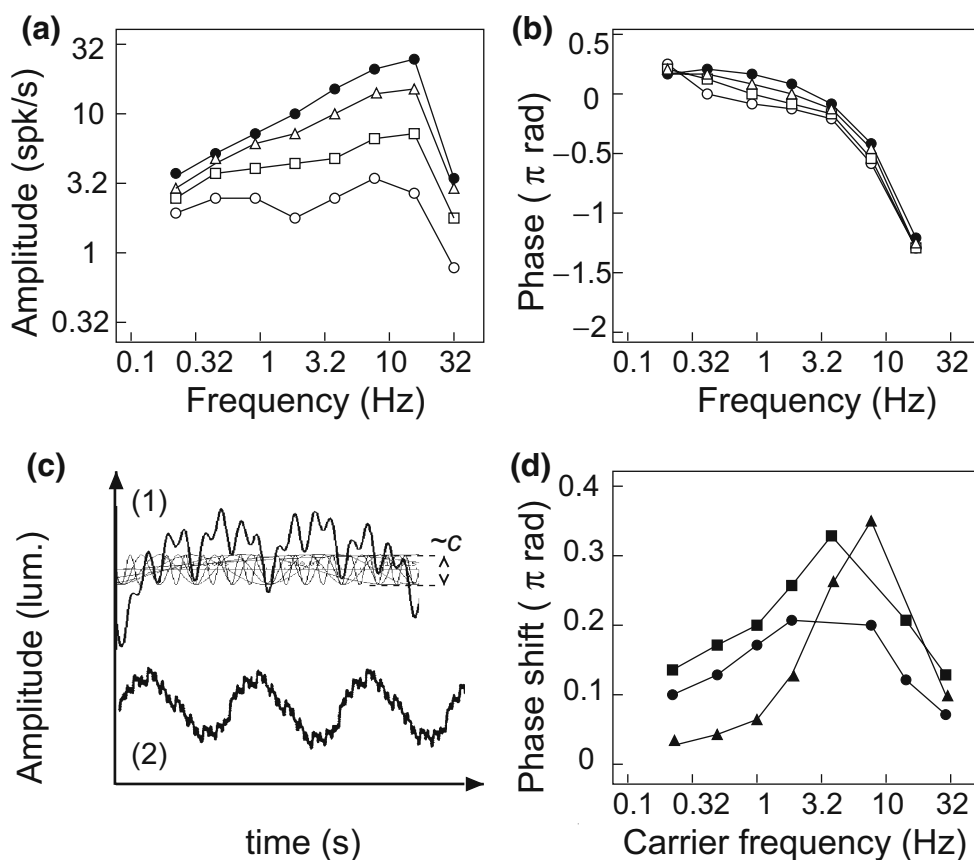 (a)
32
10
3.2
1
0.32
Amplitude (spk/s)
0.1 0.32 1 3.2 10 32
Frequency (Hz)
(b)
0.5
0
−0.5
−1
−1.5
−2
Phase ( π rad)
0.1 0.32 1 3.2 10 32
Frequency (Hz)
(c)
(1)
~c
(2)
Amplitude (lum.)
time (s)
(d)
0.4
0.3
0.2
0.1
0
Phase shift ( π rad)
0.1 0.32 1 3.2 10 32
Carrier frequency (Hz)